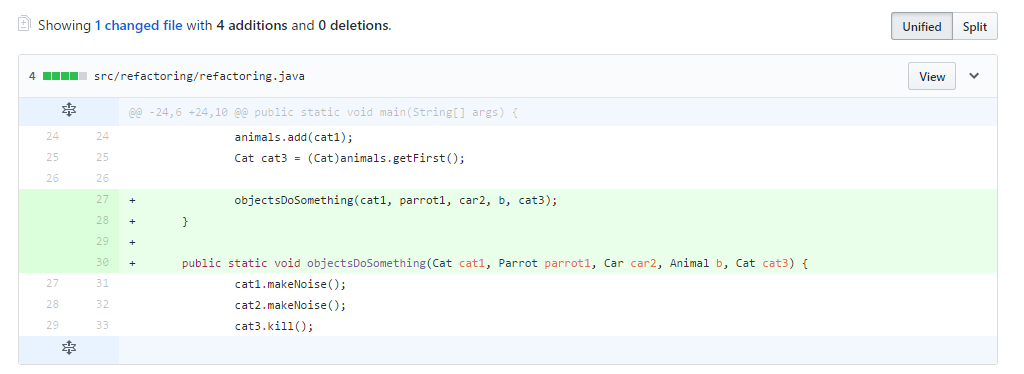 Showing 1 changed file with 4 additions and 0 deletions.
Unified Split
4 src/refactoring/refactoring.java
View
@@ -24,6 +24,10 @@ public static void main(String[] args) {
24 24 animals.add(cat1);
25 25 Cat cat3 = (Cat)animals.getFirst();
26 26
27 + objectsDoSomething(cat1, parrot1, car2, b, cat3);
28 + }
29 +
30 + public static void objectsDoSomething(Cat cat1, Parrot parrot1, Car car2, Animal b, Cat cat3) {
27 31 cat1.makeNoise();
28 32 cat2.makeNoise();
29 33 cat3.kill();